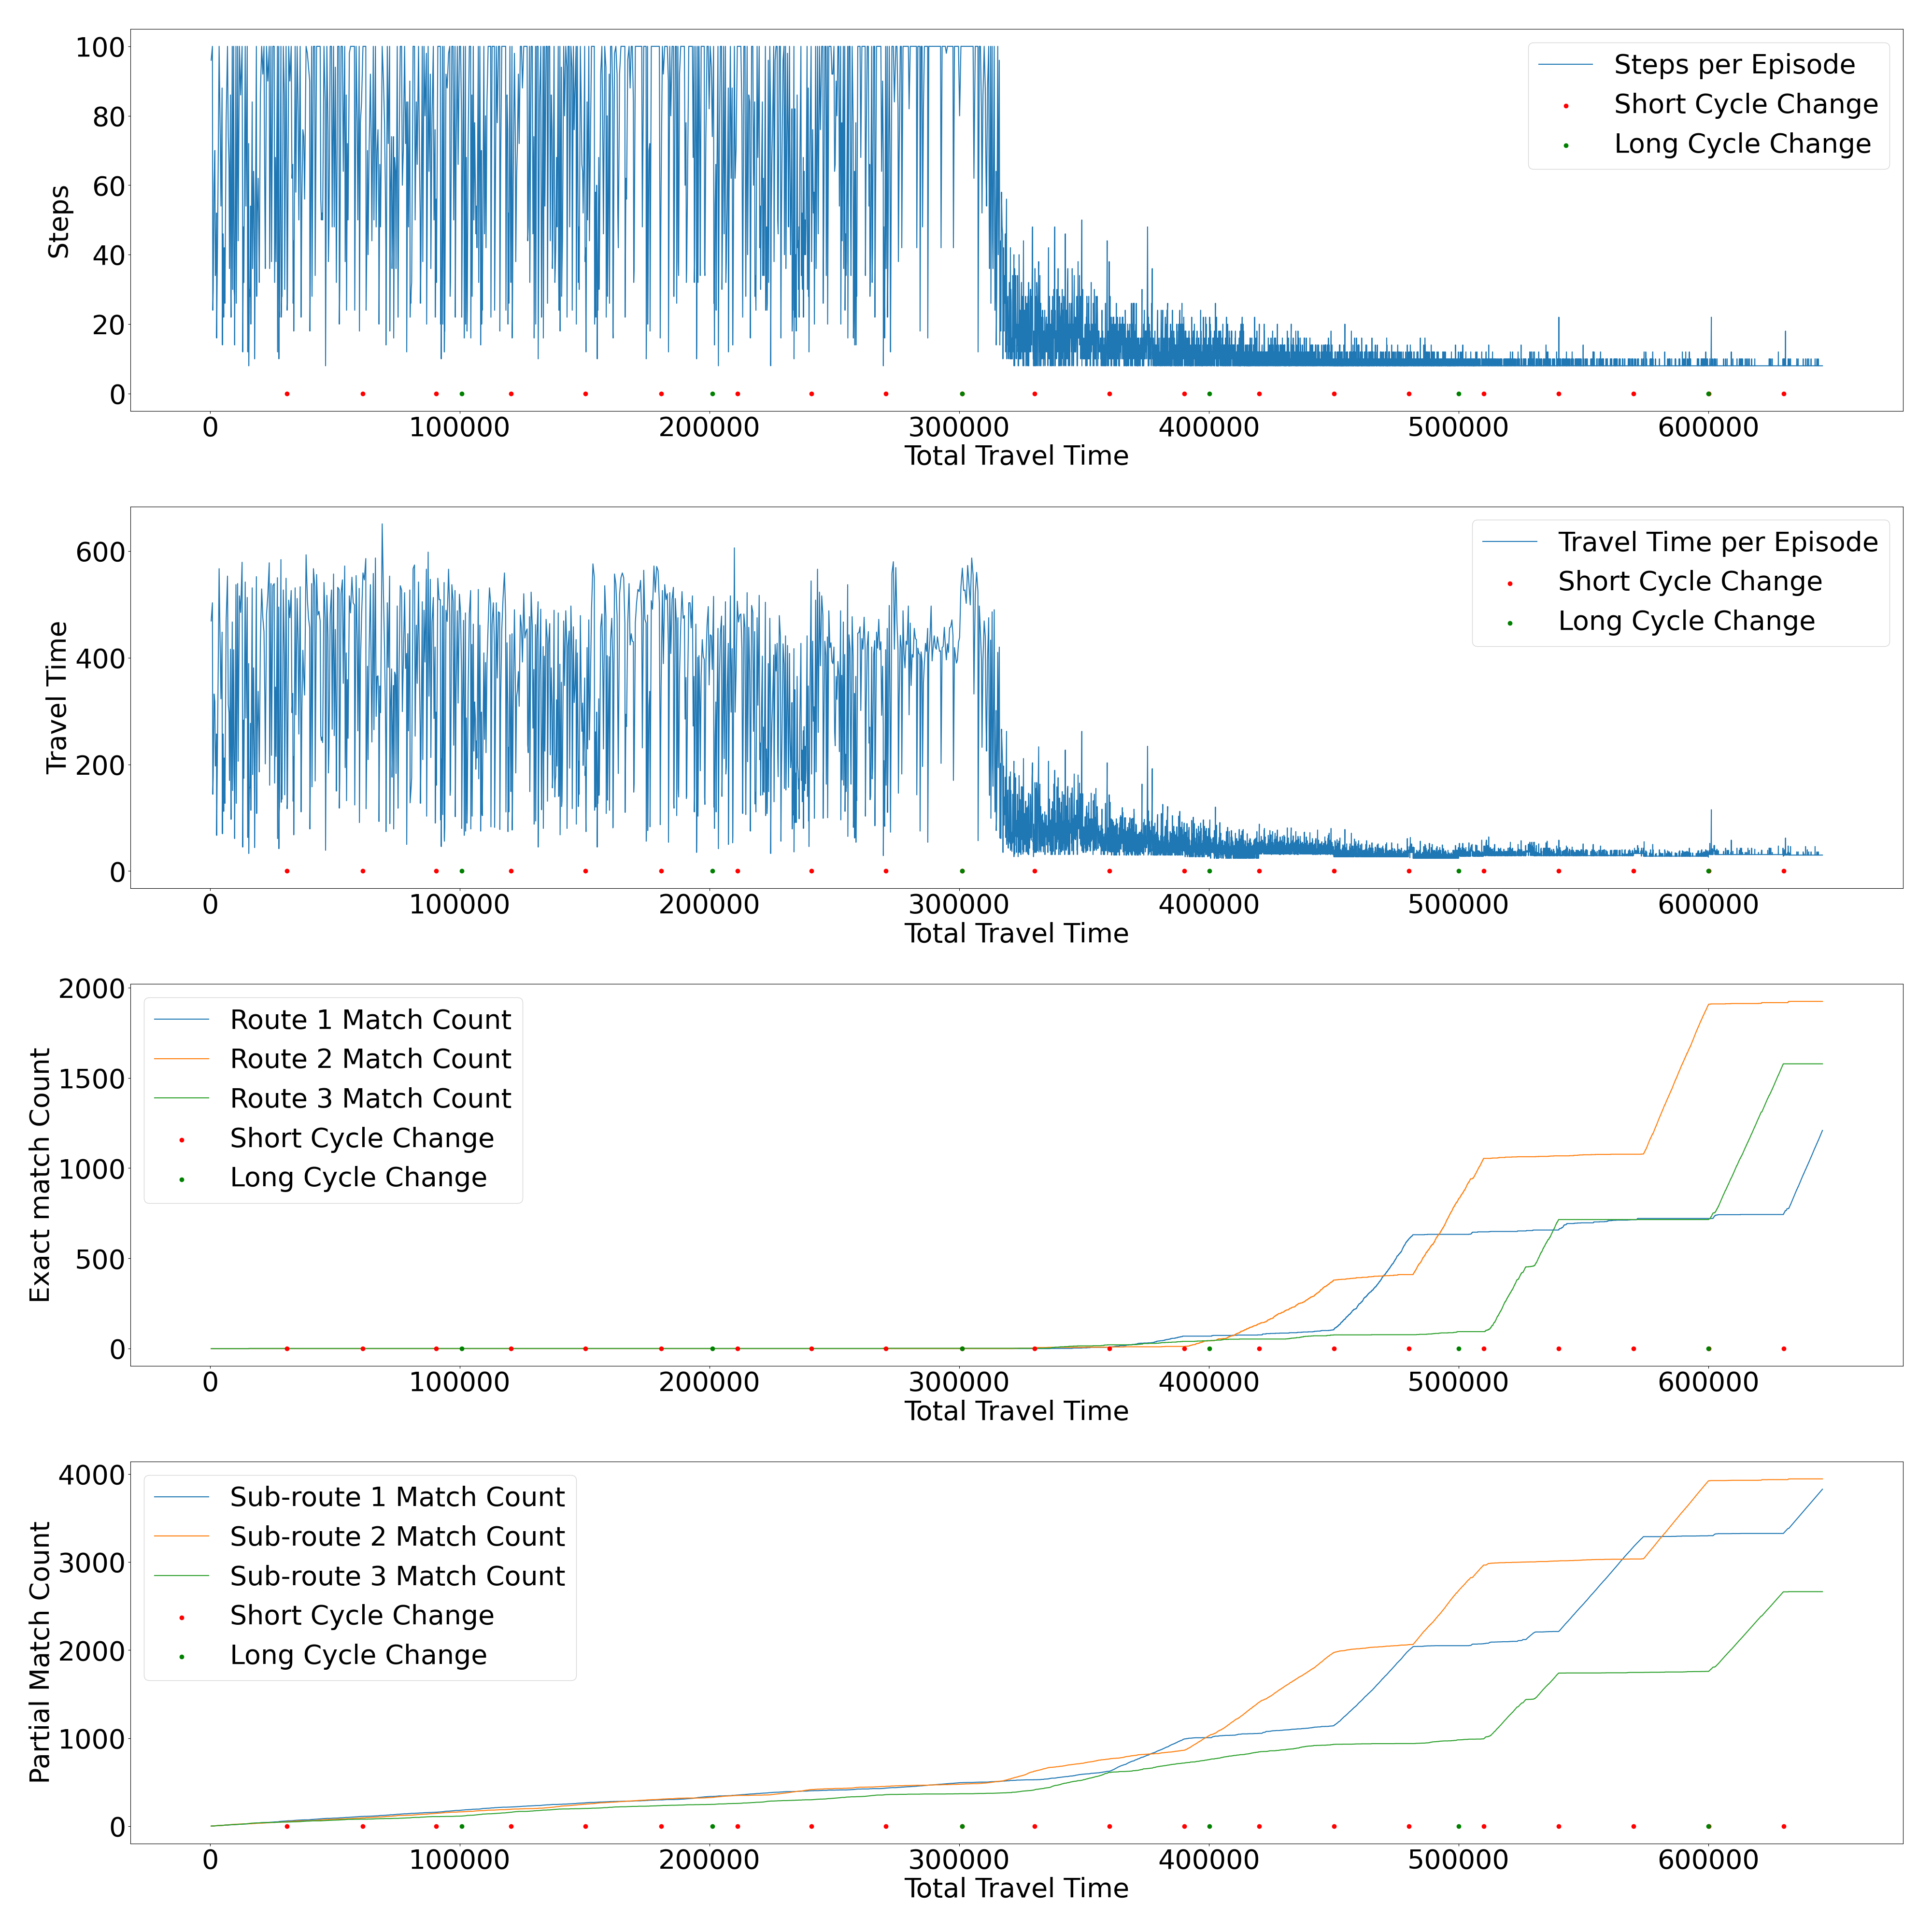 100
80
60
40
20
0
Steps
Steps per Episode
Short Cycle Change
Long Cycle Change
0 100000 200000 300000 400000 500000 600000
Total Travel Time
600
400
200
0
Travel Time
Travel Time per Episode
Short Cycle Change
Long Cycle Change
0 100000 200000 300000 400000 500000 600000
Total Travel Time
2000
1500
1000
500
0
Exact match Count
Route 1 Match Count
Route 2 Match Count
Route 3 Match Count
Short Cycle Change
Long Cycle Change
0 100000 200000 300000 400000 500000 600000
Total Travel Time
4000
3000
2000
1000
0
Partial Match Count
Sub-route 1 Match Count
Sub-route 2 Match Count
Sub-route 3 Match Count
Short Cycle Change
Long Cycle Change
0 100000 200000 300000 400000 500000 600000
Total Travel Time